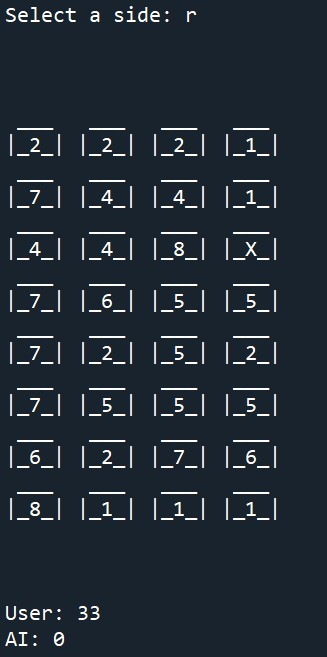 Select a side: r
 ___   ___   ___   ___
|_2_| |_2_| |_2_| |_1_|
 ___   ___   ___   ___
|_7_| |_4_| |_4_| |_1_|
 ___   ___   ___   ___
|_4_| |_4_| |_8_| |_X_|
 ___   ___   ___   ___
|_7_| |_6_| |_5_| |_5_|
 ___   ___   ___   ___
|_7_| |_2_| |_5_| |_2_|
 ___   ___   ___   ___
|_7_| |_5_| |_5_| |_5_|
 ___   ___   ___   ___
|_6_| |_2_| |_7_| |_6_|
 ___   ___   ___   ___
|_8_| |_1_| |_1_| |_1_|
User: 33
AI: 0